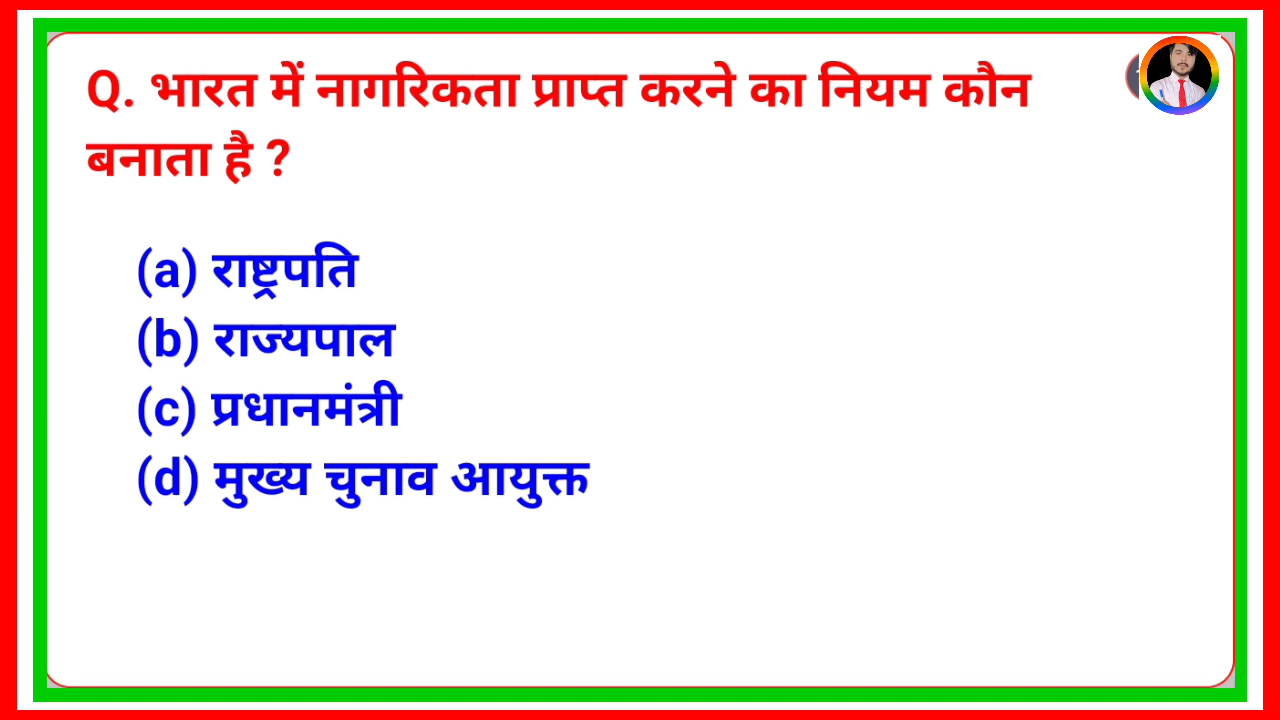 Q. भारत में नागरिकता प्राप्त करने का नियम कौन
बनाता है ?
(a) राष्ट्रपति
(b) राज्यपाल
(c) प्रधानमंत्री
(d) मुख्य चुनाव आयुक्त